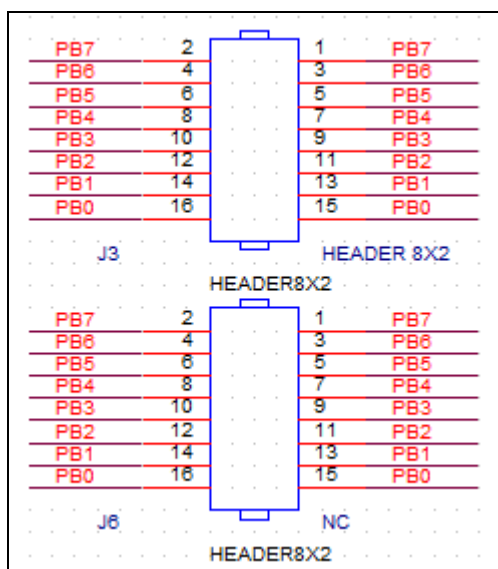 PB7 2 1 PB7
PB6 4 3 PB6
PB5 6 5 PB5
PB4 8 7 PB4
PB3 10 9 PB3
PB2 12 11 PB2
PB1 14 13 PB1
PB0 16 15 PB0
J3 HEADER 8X2
HEADER8X2
PB7 2 1 PB7
PB6 4 3 PB6
PB5 6 5 PB5
PB4 8 7 PB4
PB3 10 9 PB3
PB2 12 11 PB2
PB1 14 13 PB1
PB0 16 15 PB0
J6 NC
HEADER8X2